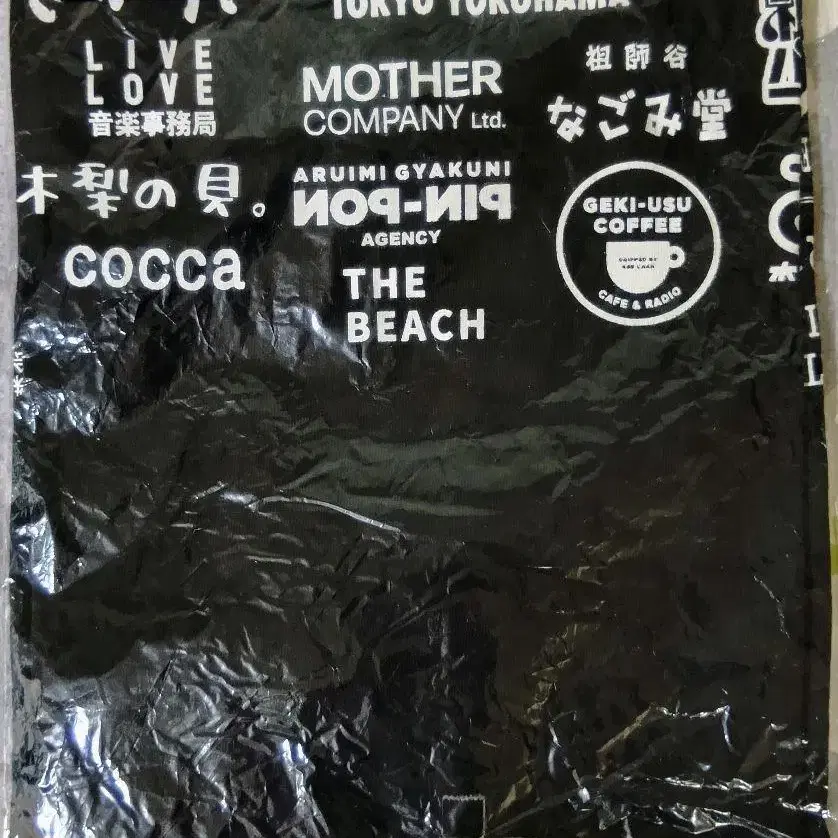 TOKYO YOKOHAMA
LIVE
LOVE
音楽事務局
MOTHER
COMPANY Ltd.
祖師谷
なごみ堂
木梨の貝。
ARUIMI GYAKUNI
PIN-PON
AGENCY
GEKI-USU
COFFEE
CAFE & RADIO
cocca
THE
BEACH